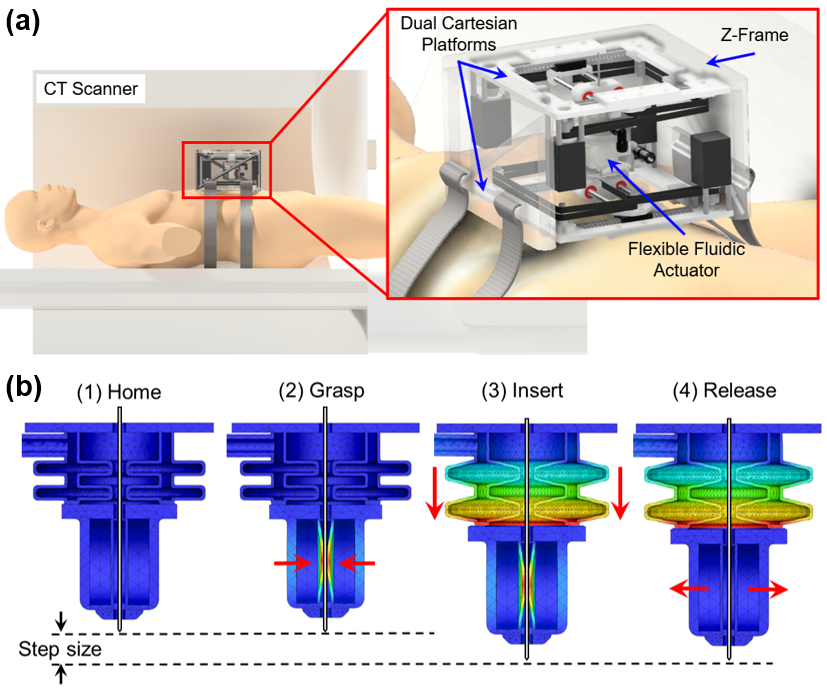 (a)
CT Scanner
Dual Cartesian
Platforms
Z-Frame
Flexible Fluidic
Actuator
(b)
(1) Home
(2) Grasp
(3) Insert
(4) Release
Step size